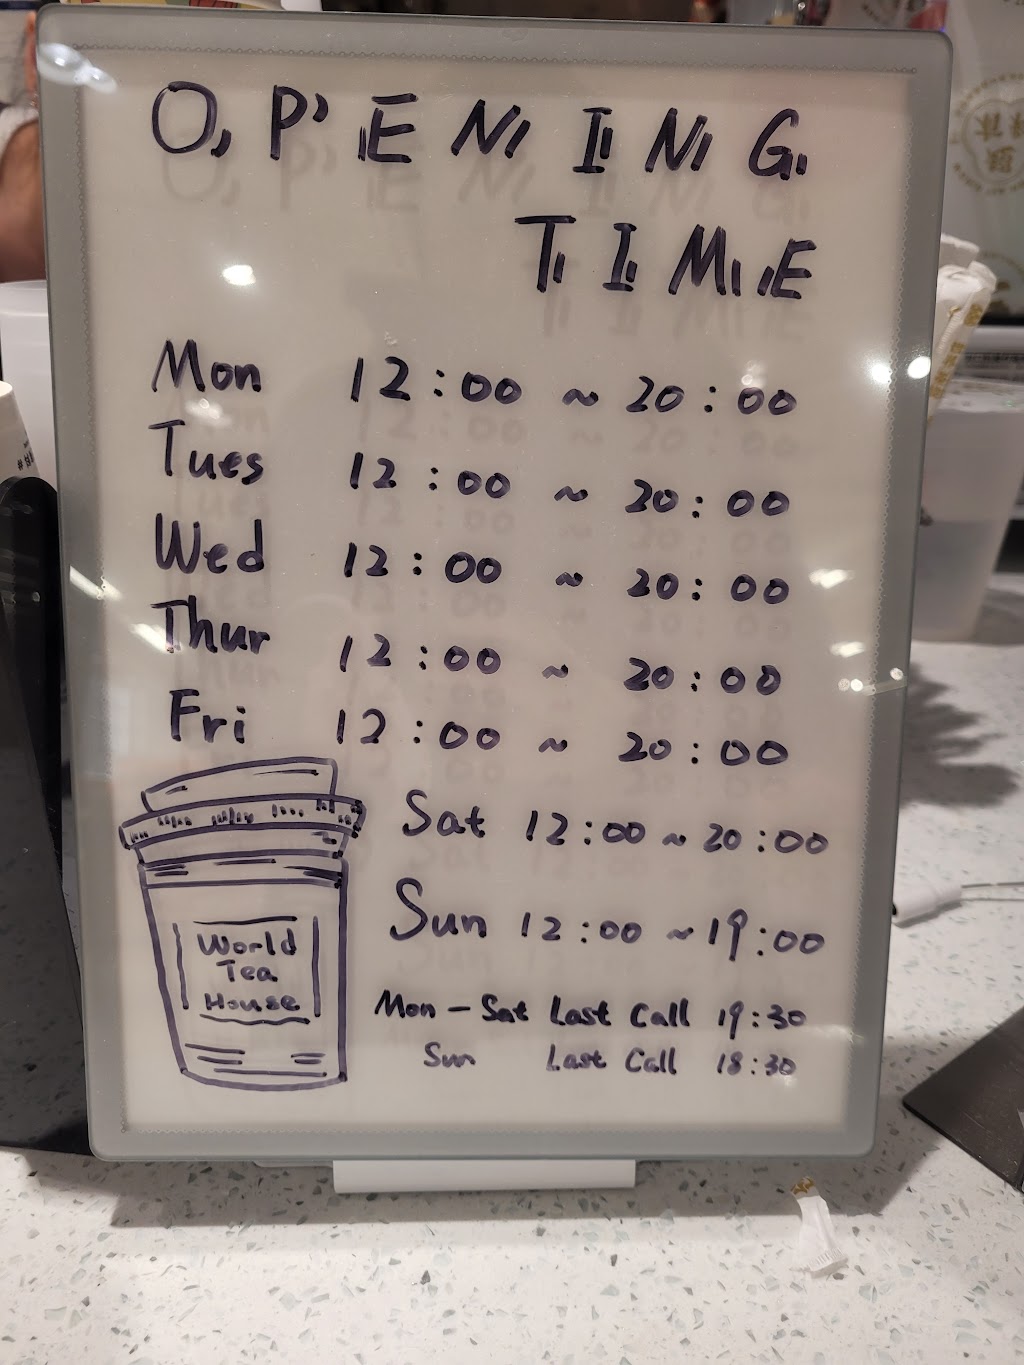 OPENING
TIME
Mon 12:00 ~ 20:00
Tues 12:00 ~ 20:00
Wed 12:00 ~ 20:00
Thur 12:00 ~ 20:00
Fri 12:00 ~ 20:00
Sat 12:00 ~ 20:00
Sun 12:00 ~ 19:00
Mon - Sat Last Call 19:30
Sun Last Call 18:30
World
Tea
House